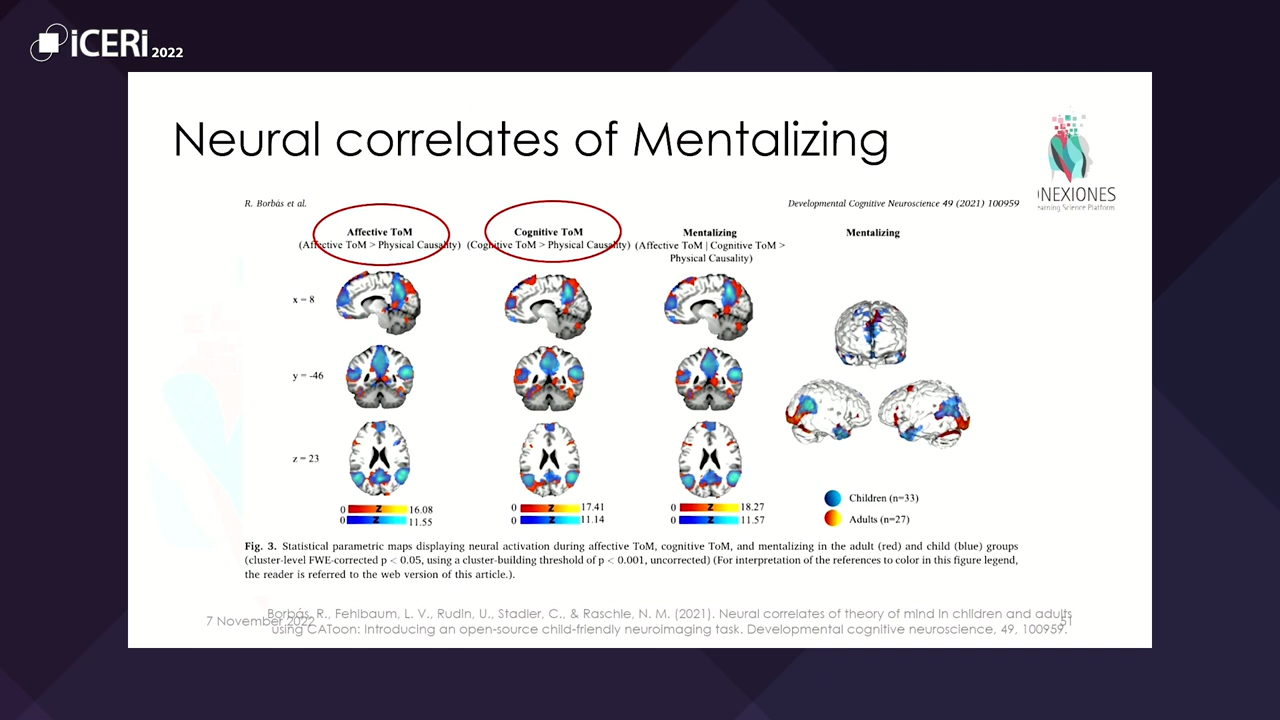 iCERi 2022
Neural correlates of Mentalizing
NEXIONES
Science Platform
R. Borbás et al.
Developmental Cognitive Neuroscience 49 (2021) 100959
Affective ToM
(Affective ToM > Physical Causality)
Cognitive ToM
(Cognitive ToM > Physical Causality)
Mentalizing
(Affective ToM | Cognitive ToM >
Physical Causality)
Mentalizing
x = 8
y = -46
z = 23
0 Z 16.08
0 Z 11.55
0 Z 17.41
0 Z 11.14
0 Z 18.27
0 Z 11.57
Children (n=33)
Adults (n=27)
Fig. 3. Statistical parametric maps displaying neural activation during affective ToM, cognitive ToM, and mentalizing in the adult (red) and child (blue) groups
(cluster-level FWE-corrected p < 0.05, using a cluster-building threshold of p < 0.001, uncorrected) (For interpretation of the references to color in this figure legend,
the reader is referred to the web version of this article.).
7 November 2022
Borbás, R., Fehlbaum, L. V., Rudin, U., Stadler, C., & Raschle, N. M. (2021). Neural correlates of theory of mind in children and adults
using CAToon: Introducing an open-source child-friendly neuroimaging task. Developmental cognitive neuroscience, 49, 100959.
51